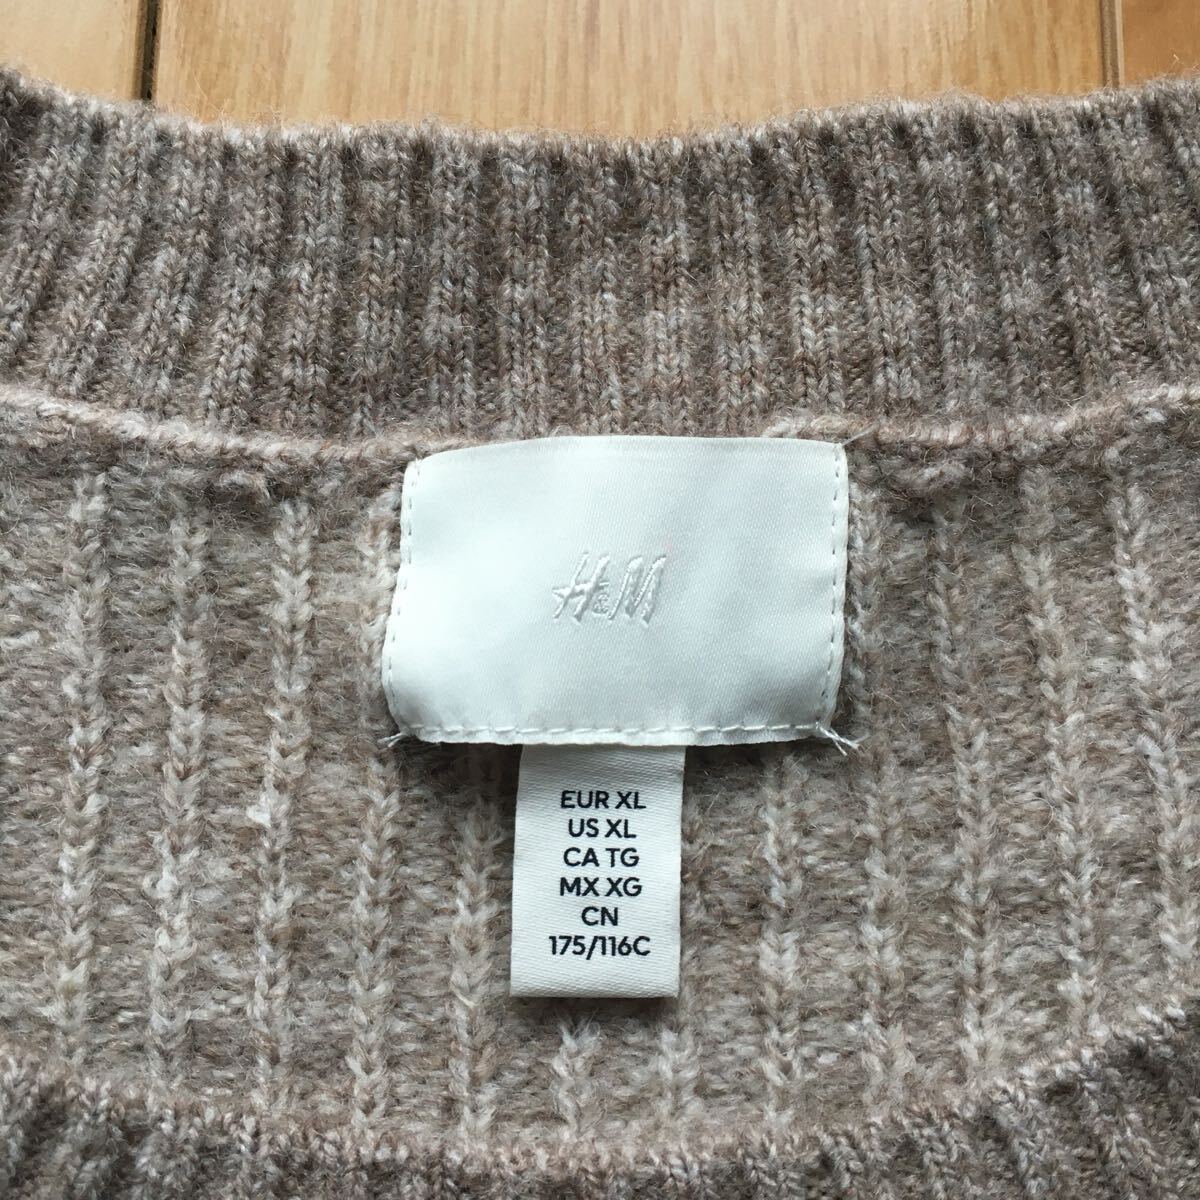 H&M
EUR XL
US XL
CA TG
MX XG
CN
175/116C